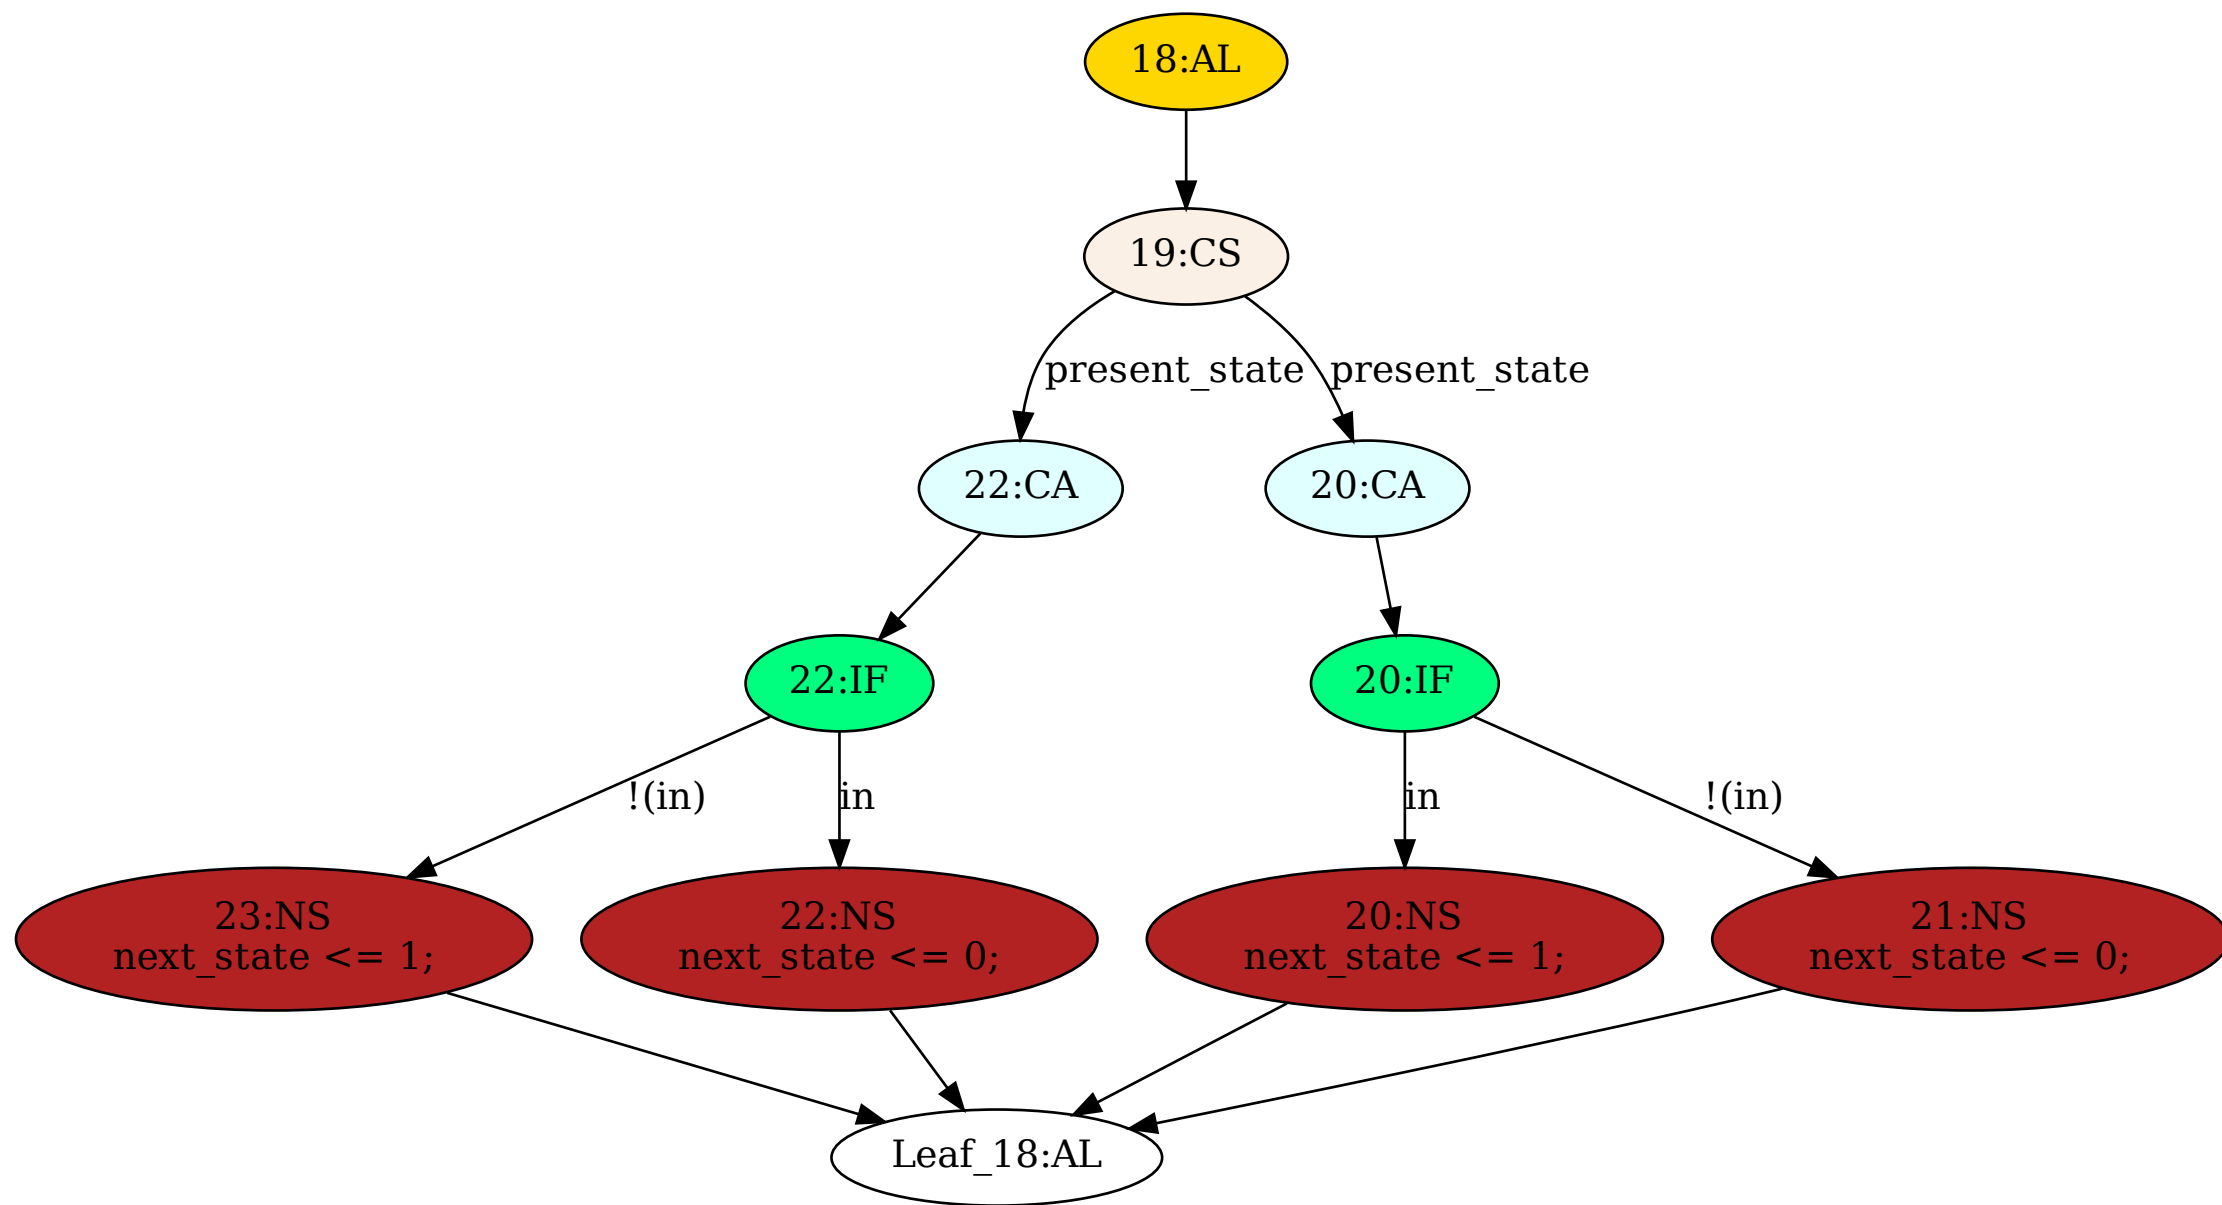 18:AL
19:CS
present_state
present_state
22:CA
20:CA
22:IF
20:IF
!(in)
in
in
!(in)
23:NS
next_state <= 1;
22:NS
next_state <= 0;
20:NS
next_state <= 1;
21:NS
next_state <= 0;
Leaf_18:AL